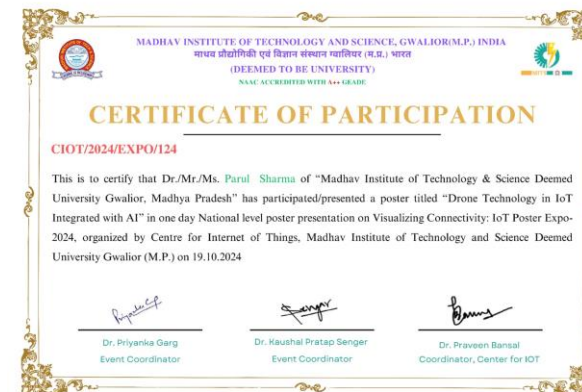 MADHAV INSTITUTE OF TECHNOLOGY AND SCIENCE, GWALIOR(M.P.) INDIA
माधव प्रौद्योगिकी एवं विज्ञान संस्थान ग्वालियर (म.प्र.) भारत
(DEEMED TO BE UNIVERSITY)
NAAC ACCREDITED WITH A++ GRADE
CERTIFICATE OF PARTICIPATION
CIOT/2024/EXPO/124
This is to certify that Dr./Mr./Ms. Parul Sharma of “Madhav Institute of Technology & Science Deemed
University Gwalior, Madhya Pradesh” has participated/presented a poster titled “Drone Technology in IoT
Integrated with AI” in one day National level poster presentation on Visualizing Connectivity: IoT Poster Expo-
2024, organized by Centre for Internet of Things, Madhav Institute of Technology and Science Deemed
University Gwalior (M.P.) on 19.10.2024
Dr. Priyanka Garg
Event Coordinator
Dr. Kaushal Pratap Senger
Event Coordinator
Dr. Praveen Bansal
Coordinator, Center for IOT